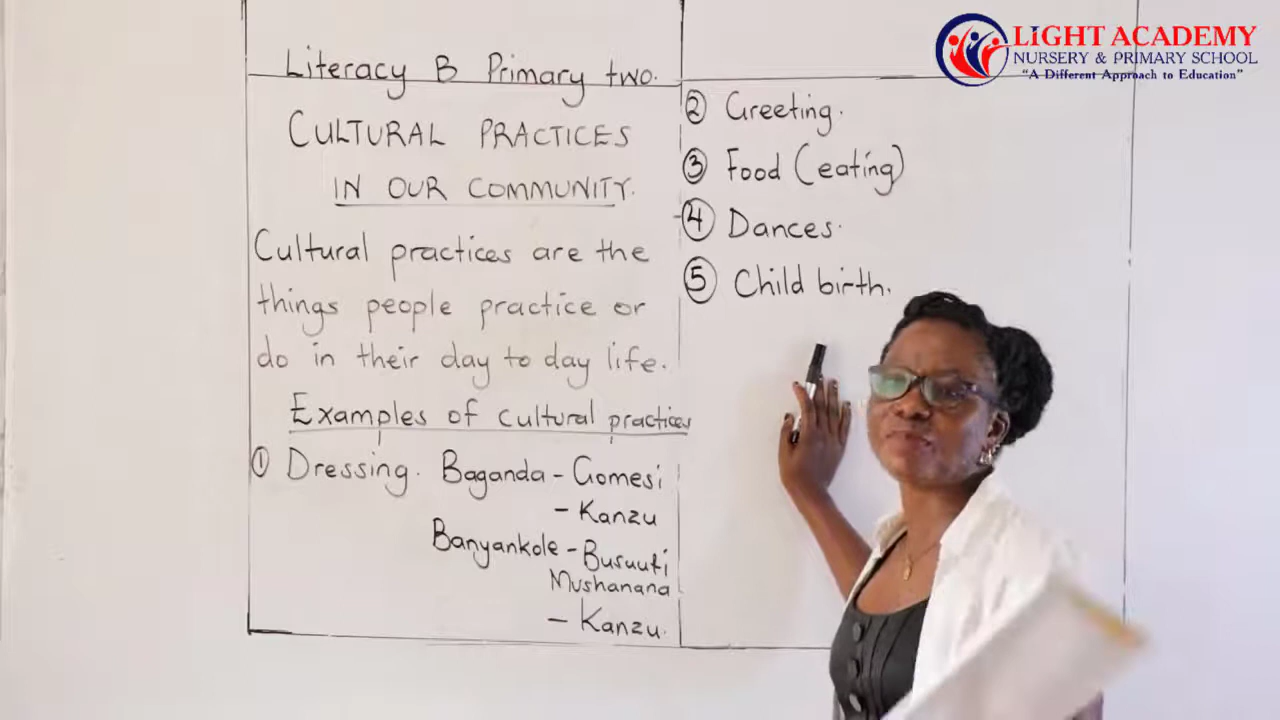 Literacy B Primary two.
CULTURAL PRACTICES
IN OUR COMMUNITY.
Cultural practices are the
things people practice or
do in their day to day life.
Examples of cultural practices
① Dressing. Baganda - Gomesi
- Kanzu
Banyankole - Busuuti
Mushanana
- Kanzu.
② Greeting.
③ Food (eating)
④ Dances.
⑤ Child birth.
LIGHT ACADEMY
NURSERY & PRIMARY SCHOOL
"A Different Approach to Education"